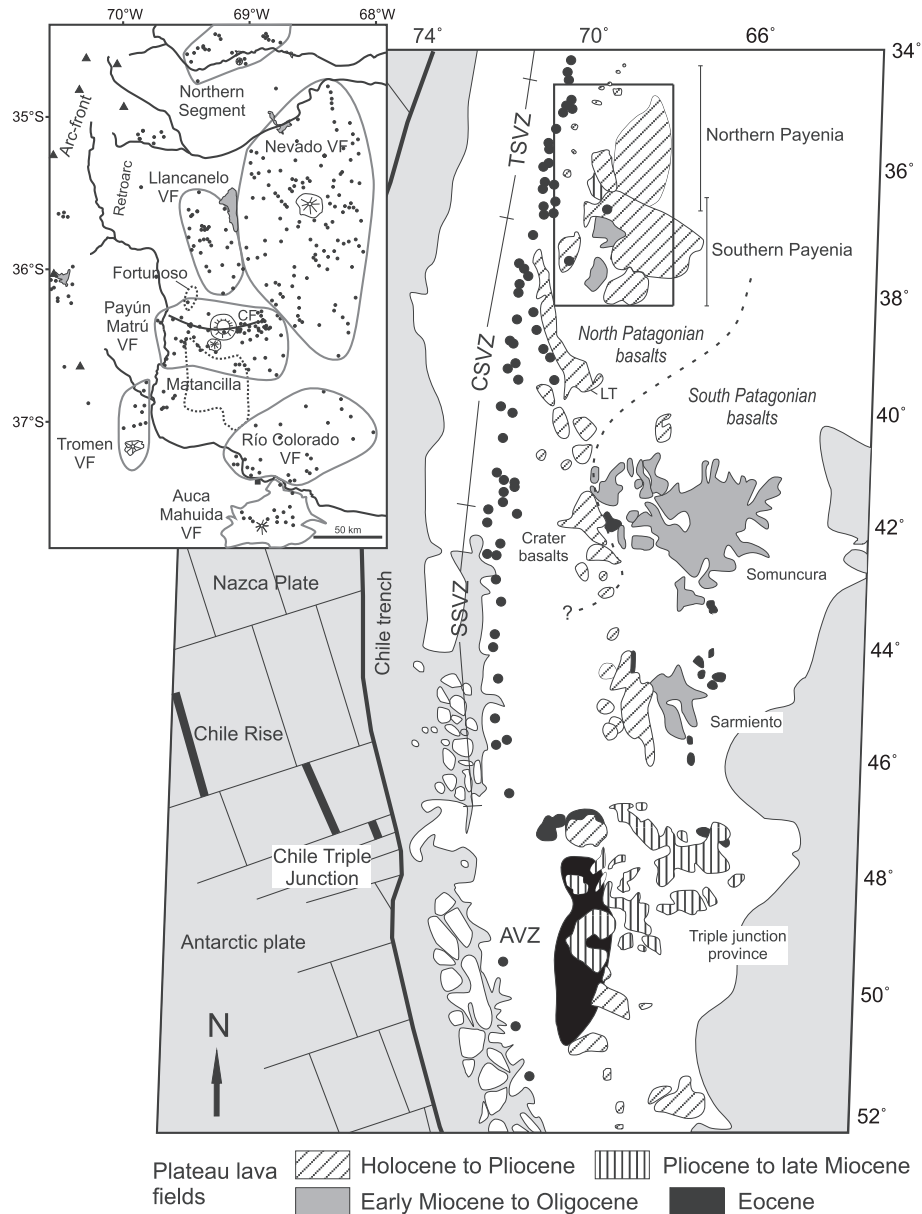 70°W
69°W
68°W
35°S
36°S
37°S
Arc-front
Retroarc
Northern
Segment
Nevado VF
Llancanelo
VF
Fortunoso
Payún
Matrú
VF
CF
Matancilla
Tromen
VF
Río Colorado
VF
Auca
Mahuida
VF
50 km
74°
70°
66°
34°
36°
38°
40°
42°
44°
46°
48°
50°
52°
TSVZ
CSVZ
SSVZ
AVZ
Northern Payenia
Southern Payenia
North Patagonian
basalts
LT
South Patagonian
basalts
Crater
basalts
Somuncura
?
Sarmiento
Triple junction
province
Nazca Plate
Chile trench
Chile Rise
Chile Triple
Junction
Antarctic plate
N
Plateau lava
fields
Holocene to Pliocene
Pliocene to late Miocene
Early Miocene to Oligocene
Eocene